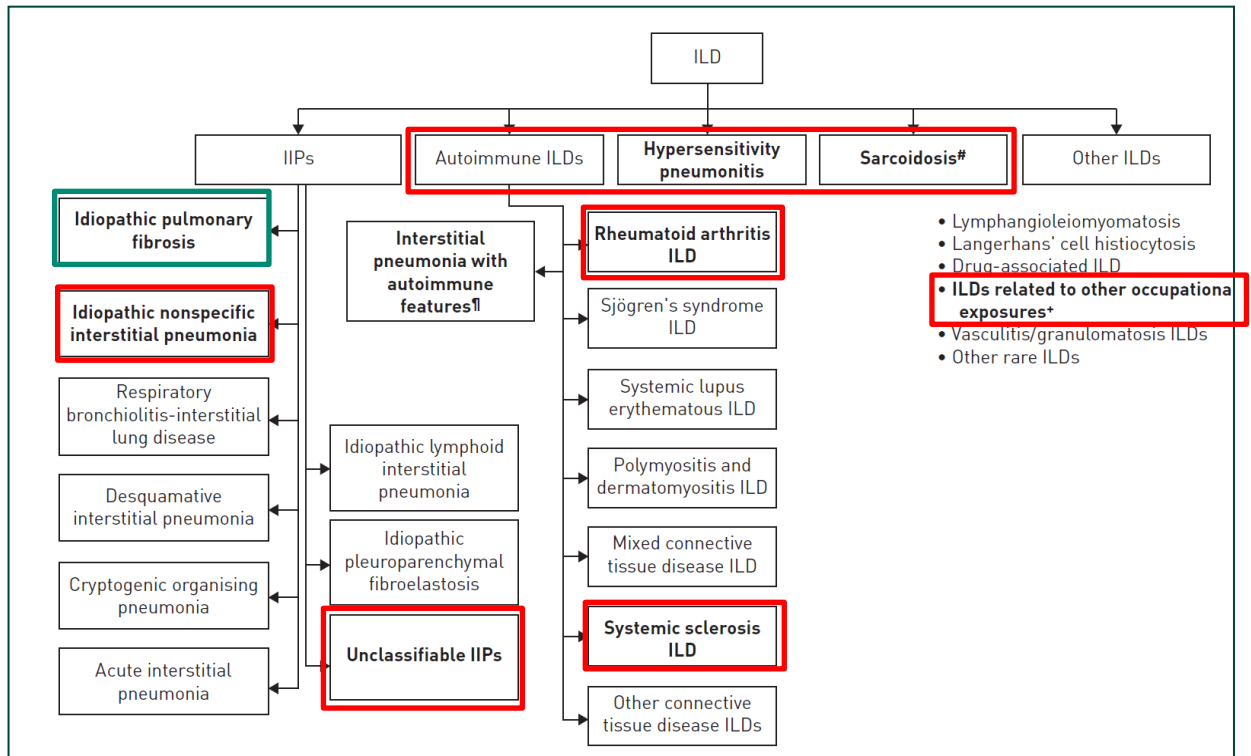 ILD
IIPs
Autoimmune ILDs
Hypersensitivity
pneumonitis
Sarcoidosis#
Other ILDs
Idiopathic pulmonary
fibrosis
Idiopathic nonspecific
interstitial pneumonia
Respiratory
bronchiolitis-interstitial
lung disease
Desquamative
interstitial pneumonia
Cryptogenic organising
pneumonia
Acute interstitial
pneumonia
Idiopathic lymphoid
interstitial
pneumonia
Idiopathic
pleuroparenchymal
fibroelastosis
Unclassifiable IIPs
Interstitial
pneumonia with
autoimmune
features¶
Rheumatoid arthritis
ILD
Sjögren's syndrome
ILD
Systemic lupus
erythematous ILD
Polymyositis and
dermatomyositis ILD
Mixed connective
tissue disease ILD
Systemic sclerosis
ILD
Other connective
tissue disease ILDs
• Lymphangioleiomyomatosis
• Langerhans' cell histiocytosis
• Drug-associated ILD
• ILDs related to other occupationa
exposures+
• Vasculitis/granulomatosis ILDs
• Other rare ILDs